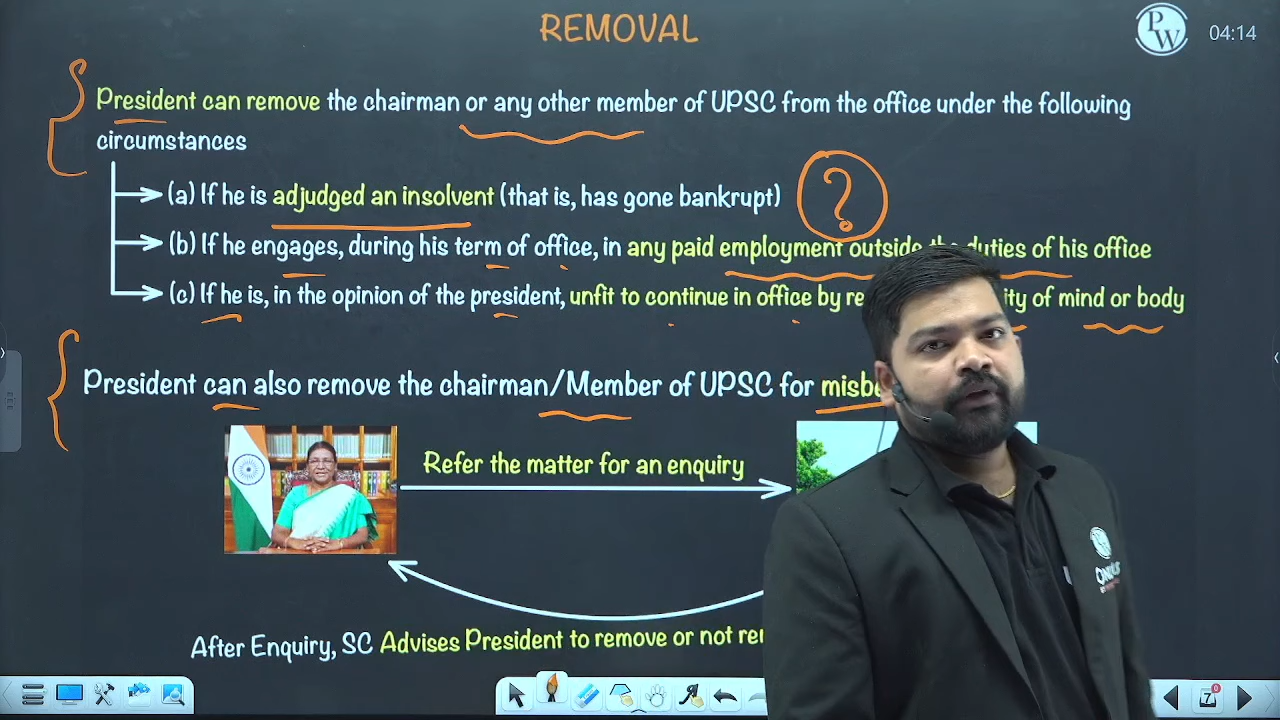 REMOVAL
PW
04:14
President can remove the chairman or any other member of UPSC from the office under the following
circumstances
(a) If he is adjudged an insolvent (that is, has gone bankrupt)
?
(b) If he engages, during his term of office, in any paid employment outside the duties of his office
(c) If he is, in the opinion of the president, unfit to continue in office by of mind or body
President can also remove the chairman/Member of UPSC for
Refer the matter for an enquiry
After Enquiry, SC Advises President to remove or not
7